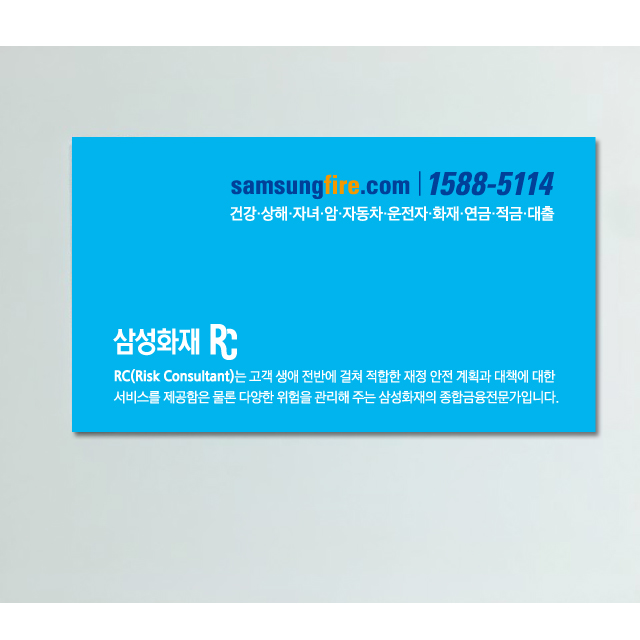 samsungfire.com | 1588-5114
건강·상해·자녀·암·자동차·운전자·화재·연금·적금·대출
삼성화재 RC
RC(Risk Consultant)는 고객 생애 전반에 걸쳐 적합한 재정 안전 계획과 대책에 대한
서비스를 제공함은 물론 다양한 위험을 관리해 주는 삼성화재의 종합금융전문가입니다.